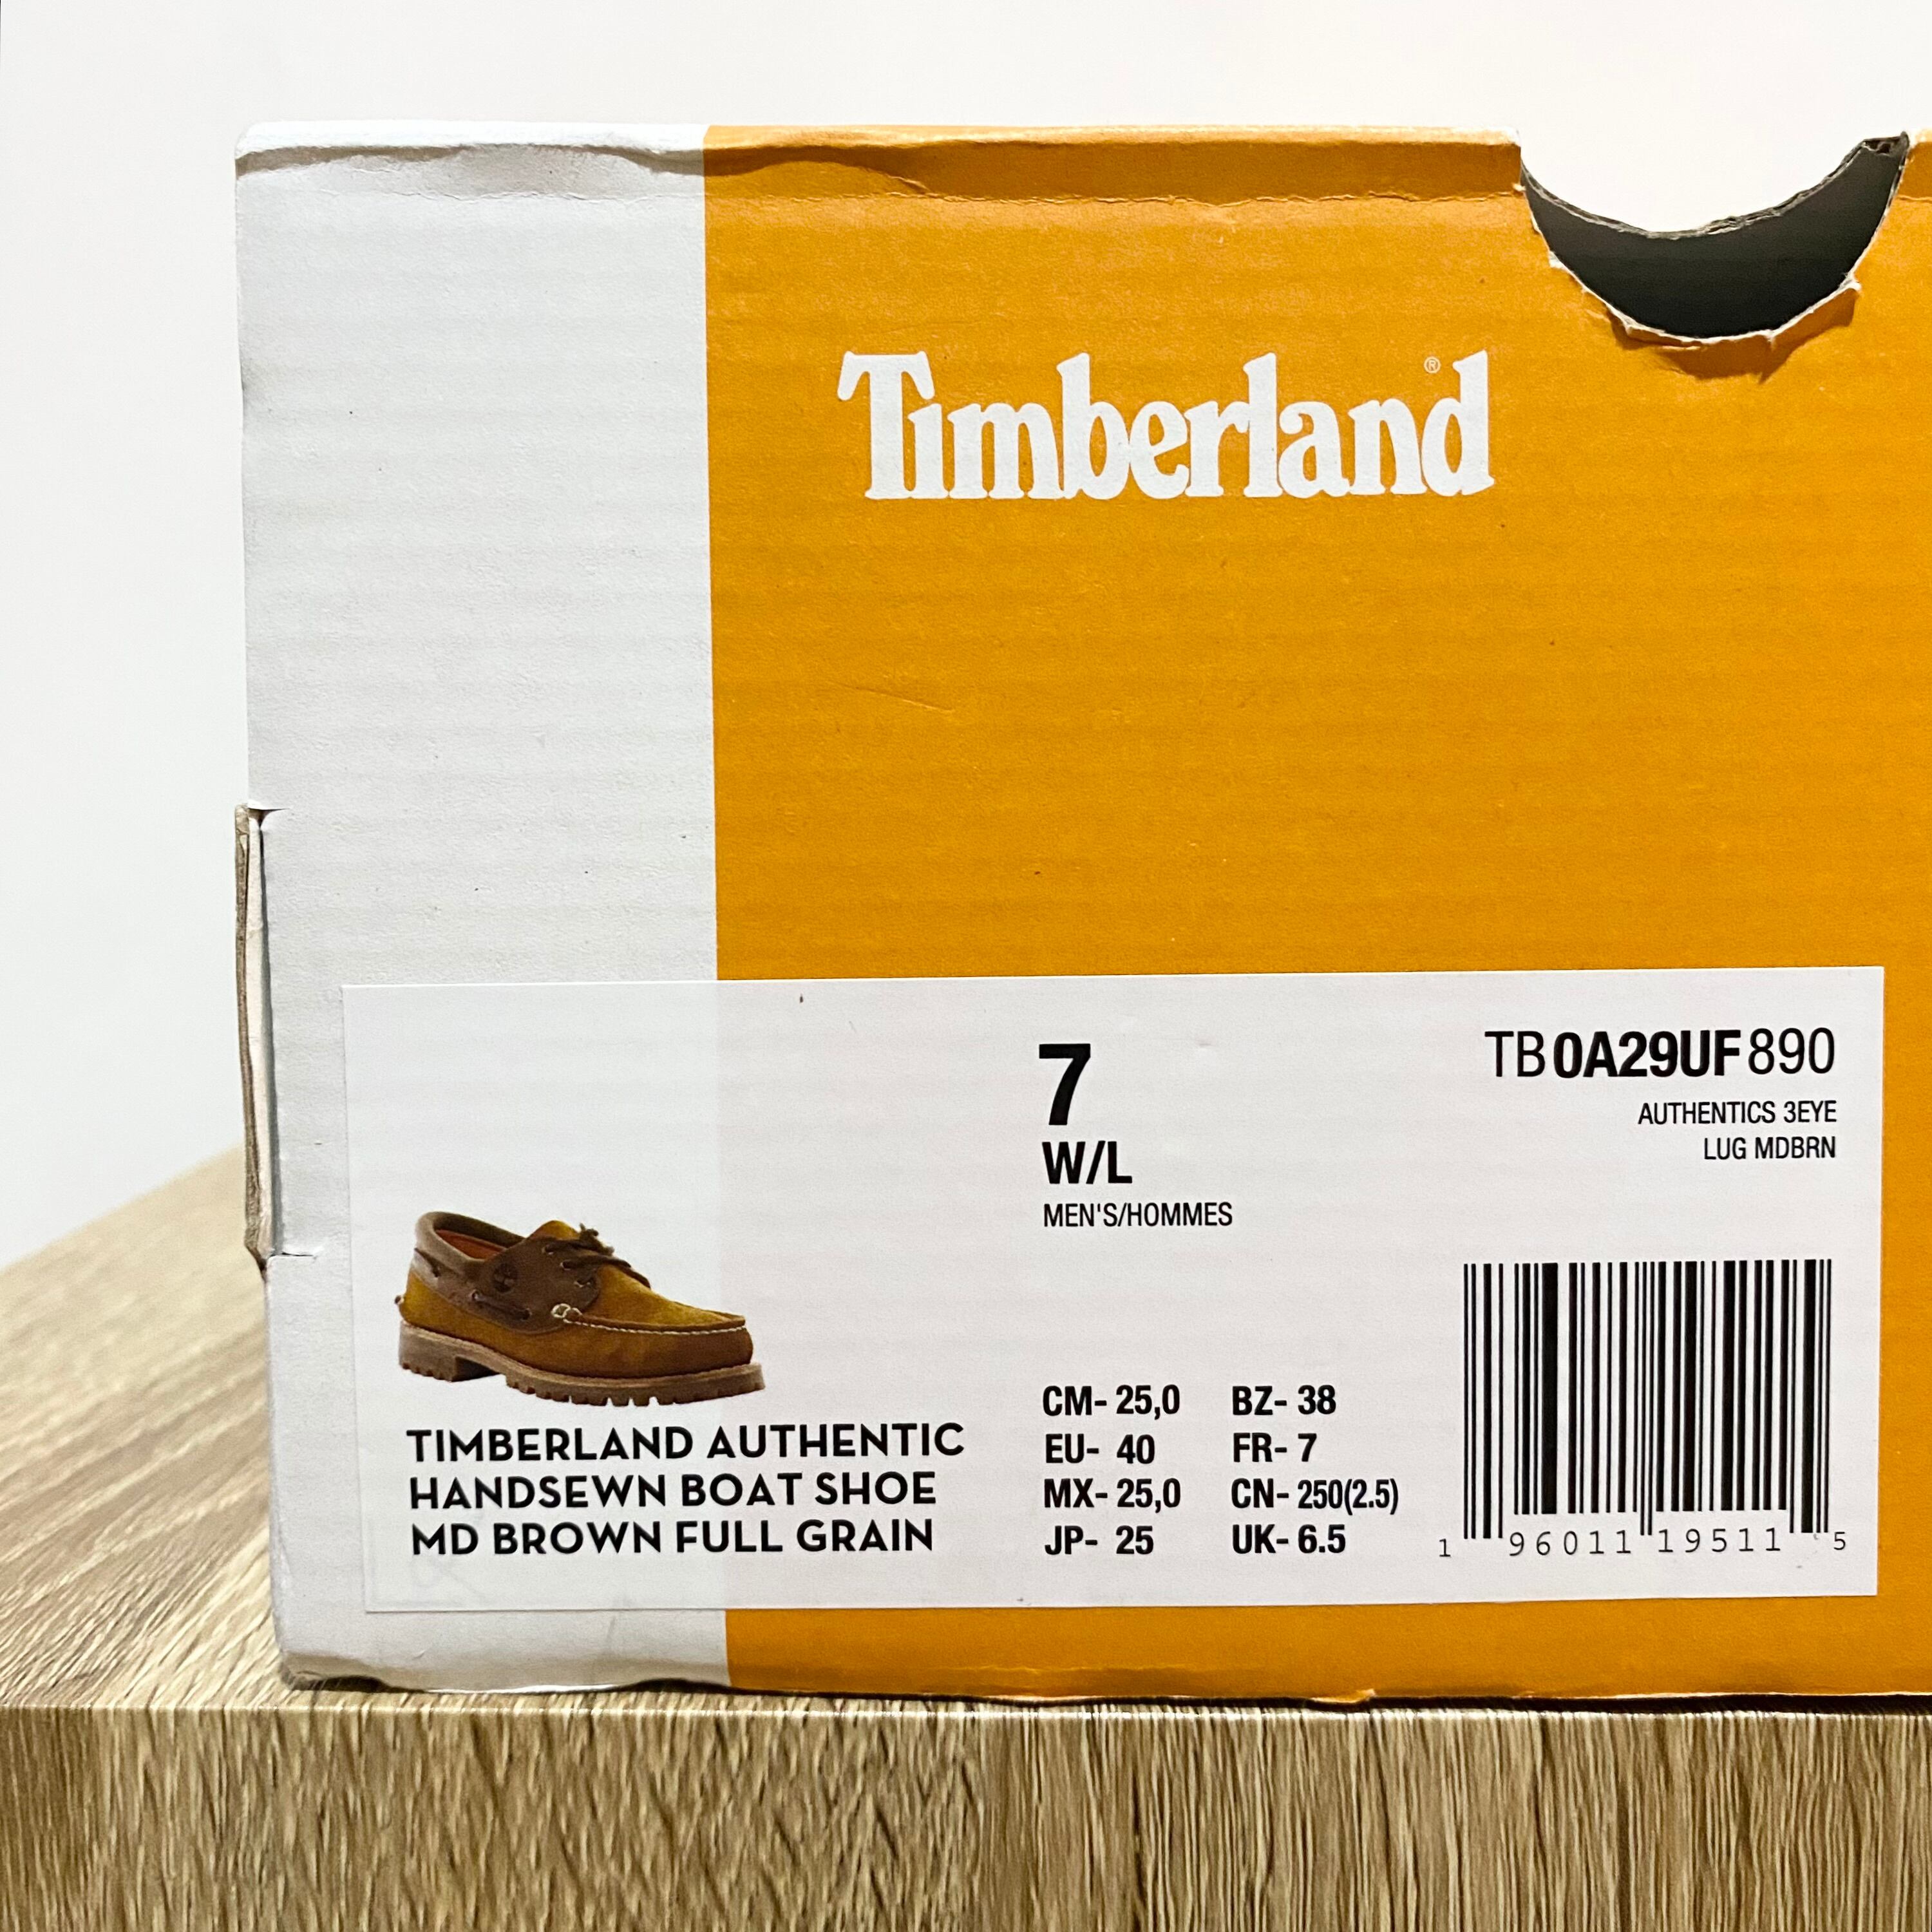 Timberland®
7
W/L
MEN'S/HOMMES
TB0A29UF890
AUTHENTICS 3EYE
LUG MDBRN
TIMBERLAND AUTHENTIC
HANDSEWN BOAT SHOE
MD BROWN FULL GRAIN
CM- 25,0 BZ- 38
EU- 40 FR- 7
MX- 25,0 CN- 250(2.5)
JP- 25 UK- 6.5
1 96011 19511 5